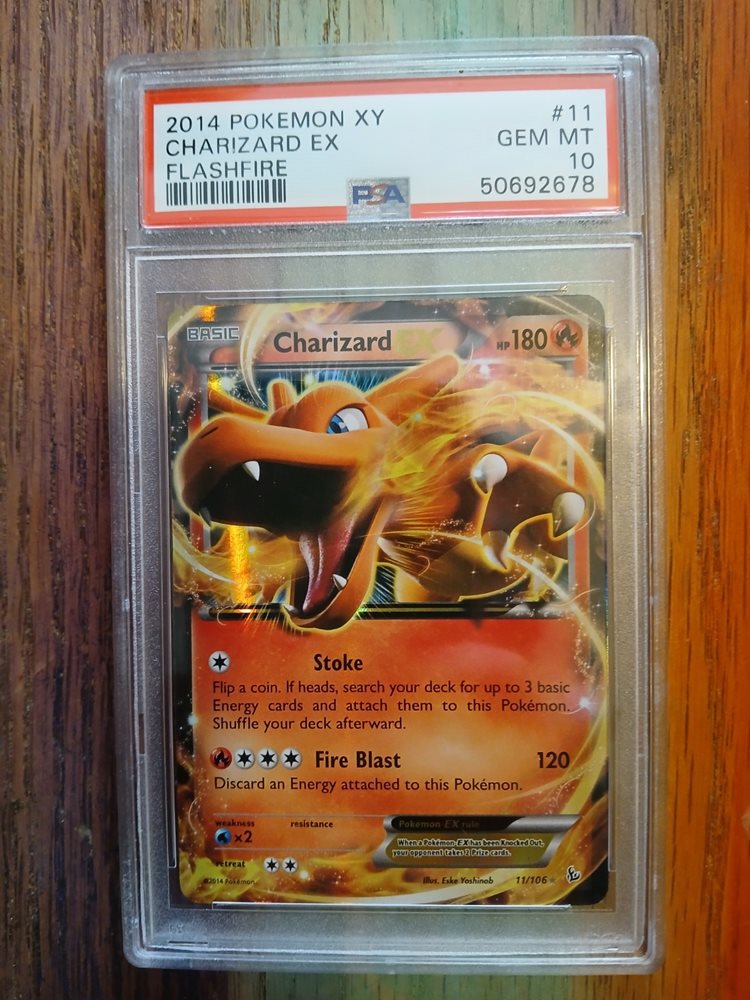 2014 POKEMON XY #11
CHARIZARD EX GEM MT
FLASHFIRE 10
PSA 50692678
BASIC Charizard EX HP 180
Stoke
Flip a coin. If heads, search your deck for up to 3 basic
Energy cards and attach them to this Pokémon.
Shuffle your deck afterward.
Fire Blast 120
Discard an Energy attached to this Pokémon.
weakness resistance Pokémon-EX rule
×2 When a Pokémon-EX has been Knocked Out,
your opponent takes 2 Prize cards.
retreat
©2014 Pokémon Illus. Eske Yoshinob 11/106